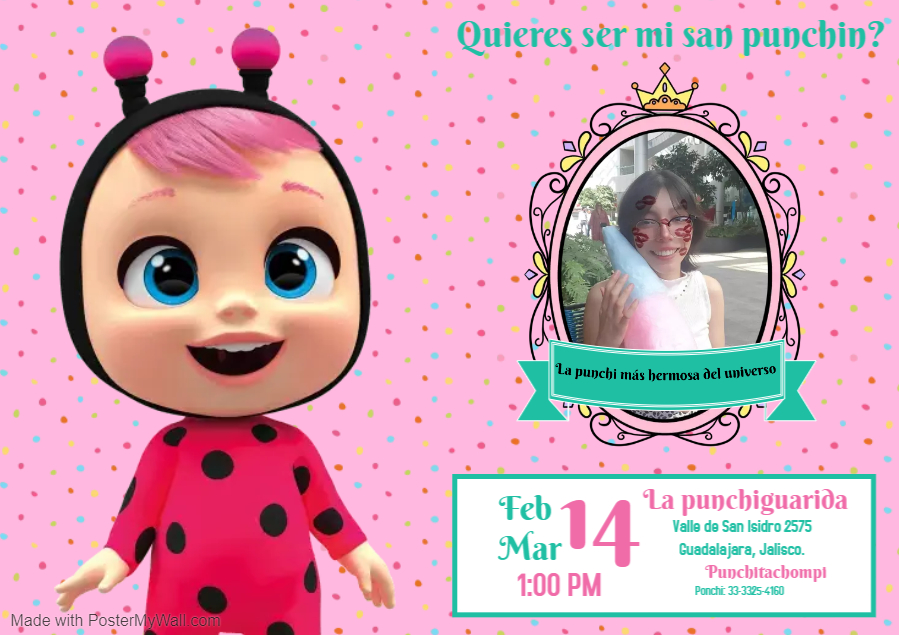 Quieres ser mi san punchin?
La punchi más hermosa del universo
Feb
Mar
14
1:00 PM
La punchiguarida
Valle de San Isidro 2575
Guadalajara, Jalisco.
Punchitachompi
Ponchi: 33-3325-4160
Made with PosterMyWall.com